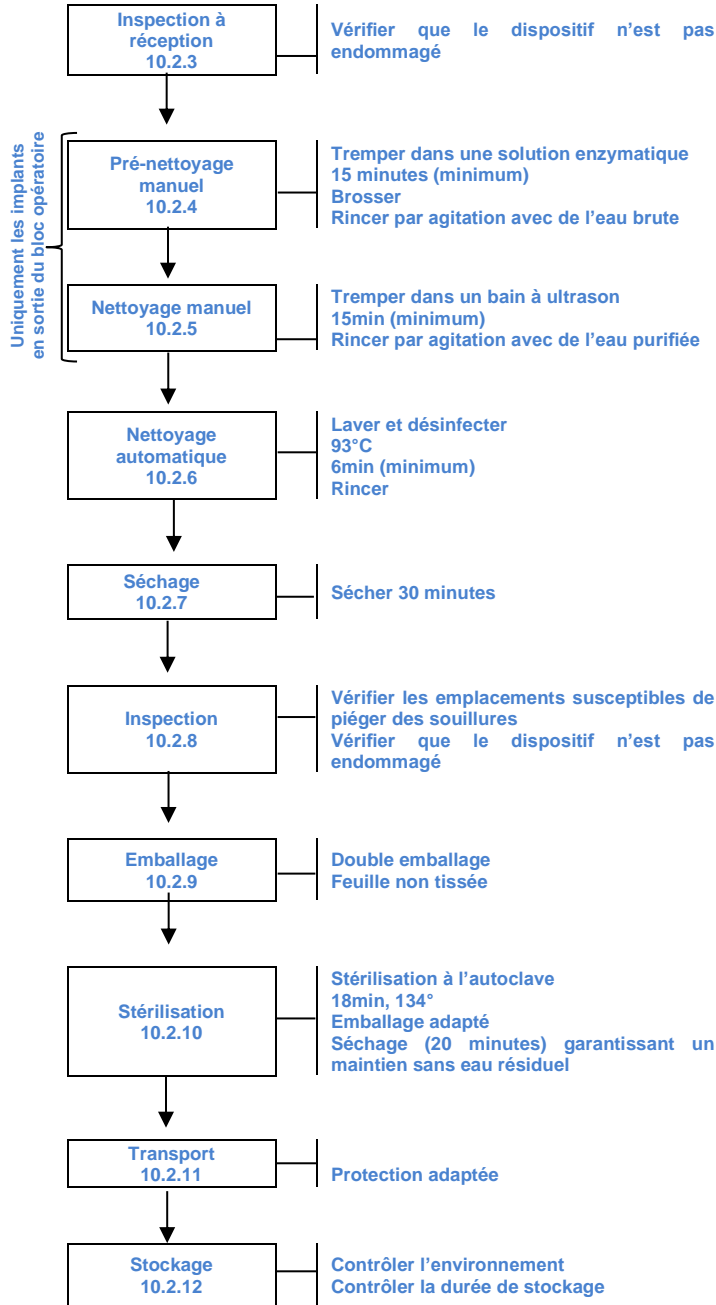 Inspection à
réception
10.2.3
Vérifier que le dispositif n'est pas
endommagé
Uniquement les implants
en sortie du bloc opératoire
Pré-nettoyage
manuel
10.2.4
Tremper dans une solution enzymatique
15 minutes (minimum)
Brosser
Rincer par agitation avec de l'eau brute
Nettoyage manuel
10.2.5
Tremper dans un bain à ultrason
15min (minimum)
Rincer par agitation avec de l'eau purifiée
Nettoyage
automatique
10.2.6
Laver et désinfecter
93°C
6min (minimum)
Rincer
Séchage
10.2.7
Sécher 30 minutes
Inspection
10.2.8
Vérifier les emplacements susceptibles de
piéger des souillures
Vérifier que le dispositif n'est pas
endommagé
Emballage
10.2.9
Double emballage
Feuille non tissée
Stérilisation
10.2.10
Stérilisation à l'autoclave
18min, 134°
Emballage adapté
Séchage (20 minutes) garantissant un
maintien sans eau résiduel
Transport
10.2.11
Protection adaptée
Stockage
10.2.12
Contrôler l'environnement
Contrôler la durée de stockage